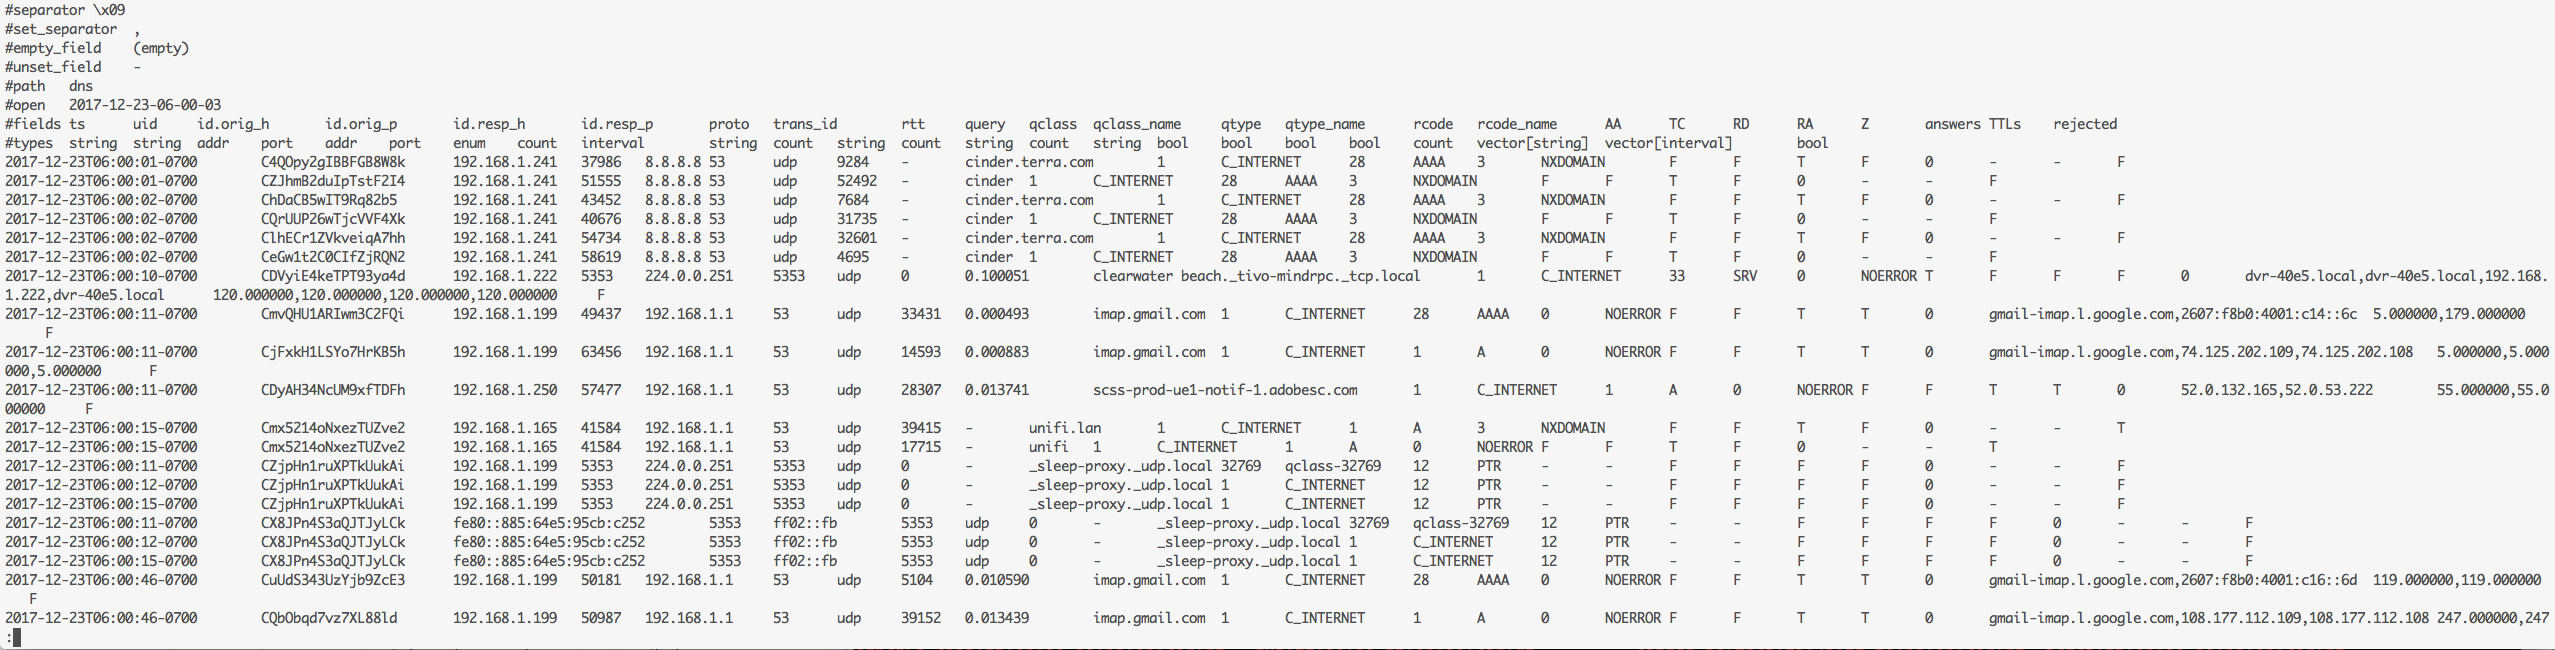 #separator \x09
#set_separator	,
#empty_field	(empty)
#unset_field	-
#path	dns
#open	2017-12-23-06-00-03
#fields	ts	uid	id.orig_h	id.orig_p	id.resp_h	id.resp_p	proto	trans_id	rtt	query	qclass	qclass_name	qtype	qtype_name	rcode	rcode_name	AA	TC	RD	RA	Z	answers	TTLs	rejected
#types	string	string	addr	port	addr	port	enum	count	interval	string	count	string	count	string	count	string	bool	bool	bool	bool	count	vector[string]	vector[interval]	bool
2017-12-23T06:00:01-0700	C4QOpy2gIBBFGB8W8k	192.168.1.241	37986	8.8.8.8	53	udp	9284	-	cinder.terra.com	1	C_INTERNET	28	AAAA	3	NXDOMAIN	F	F	T	F	0	-	-	F
2017-12-23T06:00:01-0700	CZJhmB2duIpTstF2I4	192.168.1.241	51555	8.8.8.8	53	udp	52492	-	cinder	1	C_INTERNET	28	AAAA	3	NXDOMAIN	F	F	T	F	0	-	-	F
2017-12-23T06:00:02-0700	ChDaCB5wIT9Rq82b5	192.168.1.241	43452	8.8.8.8	53	udp	7684	-	cinder.terra.com	1	C_INTERNET	28	AAAA	3	NXDOMAIN	F	F	T	F	0	-	-	F
2017-12-23T06:00:02-0700	CQrUUP26wTjcVVF4Xk	192.168.1.241	40676	8.8.8.8	53	udp	31735	-	cinder	1	C_INTERNET	28	AAAA	3	NXDOMAIN	F	F	T	F	0	-	-	F
2017-12-23T06:00:02-0700	ClhECr1ZVkveiqA7hh	192.168.1.241	54734	8.8.8.8	53	udp	32601	-	cinder.terra.com	1	C_INTERNET	28	AAAA	3	NXDOMAIN	F	F	T	F	0	-	-	F
2017-12-23T06:00:02-0700	CeGw1t2C0CIfZjRQN2	192.168.1.241	58619	8.8.8.8	53	udp	4695	-	cinder	1	C_INTERNET	28	AAAA	3	NXDOMAIN	F	F	T	F	0	-	-	F
2017-12-23T06:00:10-0700	CDVyiE4keTPT93ya4d	192.168.1.222	5353	224.0.0.251	5353	udp	0	0.100051	clearwater beach._tivo-mindrpc._tcp.local	1	C_INTERNET	33	SRV	0	NOERROR	T	F	F	F	0	dvr-40e5.local,dvr-40e5.local,192.168.
1.222,dvr-40e5.local	120.000000,120.000000,120.000000,120.000000	F
2017-12-23T06:00:11-0700	CmvQHU1ARIwm3C2FQi	192.168.1.199	49437	192.168.1.1	53	udp	33431	0.000493	imap.gmail.com	1	C_INTERNET	28	AAAA	0	NOERROR	F	F	T	T	0	gmail-imap.l.google.com,2607:f8b0:4001:c14::6c	5.000000,179.000000
F
2017-12-23T06:00:11-0700	CjFxkH1LSYo7HrKB5h	192.168.1.199	63456	192.168.1.1	53	udp	14593	0.000883	imap.gmail.com	1	C_INTERNET	1	A	0	NOERROR	F	F	T	T	0	gmail-imap.l.google.com,74.125.202.109,74.125.202.108	5.000000,5.000
000,5.000000	F
2017-12-23T06:00:11-0700	CDyAH34NcUM9xfTDFh	192.168.1.250	57477	192.168.1.1	53	udp	28307	0.013741	scss-prod-ue1-notif-1.adobesc.com	1	C_INTERNET	1	A	0	NOERROR	F	F	T	T	0	52.0.132.165,52.0.53.222	55.000000,55.0
00000	F
2017-12-23T06:00:15-0700	Cmx5214oNxezTUZve2	192.168.1.165	41584	192.168.1.1	53	udp	39415	-	unifi.lan	1	C_INTERNET	1	A	3	NXDOMAIN	F	F	T	F	0	-	-	T
2017-12-23T06:00:15-0700	Cmx5214oNxezTUZve2	192.168.1.165	41584	192.168.1.1	53	udp	17715	-	unifi	1	C_INTERNET	1	A	0	NOERROR	F	F	T	F	0	-	-	T
2017-12-23T06:00:11-0700	CZjpHn1ruXPTkUukAi	192.168.1.199	5353	224.0.0.251	5353	udp	0	-	_sleep-proxy._udp.local	32769	qclass-32769	12	PTR	-	-	F	F	F	F	0	-	-	F
2017-12-23T06:00:12-0700	CZjpHn1ruXPTkUukAi	192.168.1.199	5353	224.0.0.251	5353	udp	0	-	_sleep-proxy._udp.local	1	C_INTERNET	12	PTR	-	-	F	F	F	F	0	-	-	F
2017-12-23T06:00:15-0700	CZjpHn1ruXPTkUukAi	192.168.1.199	5353	224.0.0.251	5353	udp	0	-	_sleep-proxy._udp.local	1	C_INTERNET	12	PTR	-	-	F	F	F	F	0	-	-	F
2017-12-23T06:00:11-0700	CX8JPn4S3aQJTJyLCk	fe80::885:64e5:95cb:c252	5353	ff02::fb	5353	udp	0	-	_sleep-proxy._udp.local	32769	qclass-32769	12	PTR	-	-	F	F	F	F	0	-	-	F
2017-12-23T06:00:12-0700	CX8JPn4S3aQJTJyLCk	fe80::885:64e5:95cb:c252	5353	ff02::fb	5353	udp	0	-	_sleep-proxy._udp.local	1	C_INTERNET	12	PTR	-	-	F	F	F	F	0	-	-	F
2017-12-23T06:00:15-0700	CX8JPn4S3aQJTJyLCk	fe80::885:64e5:95cb:c252	5353	ff02::fb	5353	udp	0	-	_sleep-proxy._udp.local	1	C_INTERNET	12	PTR	-	-	F	F	F	F	0	-	-	F
2017-12-23T06:00:46-0700	CuUdS343UzYjb9ZcE3	192.168.1.199	50181	192.168.1.1	53	udp	5104	0.010590	imap.gmail.com	1	C_INTERNET	28	AAAA	0	NOERROR	F	F	T	T	0	gmail-imap.l.google.com,2607:f8b0:4001:c16::6d	119.000000,119.000000
F
2017-12-23T06:00:46-0700	CQbObqd7vz7XL88ld	192.168.1.199	50987	192.168.1.1	53	udp	39152	0.013439	imap.gmail.com	1	C_INTERNET	1	A	0	NOERROR	F	F	T	T	0	gmail-imap.l.google.com,108.177.112.109,108.177.112.108	247.000000,247
: